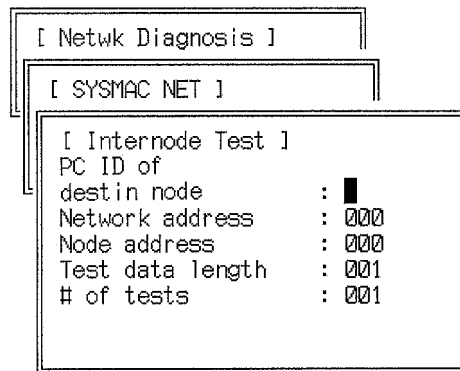 [ Netwk Diagnosis ]
[ SYSMAC NET ]
[ Internode Test ]
PC ID of
destin node : 
Network address : 000
Node address : 000
Test data length : 001
# of tests : 001